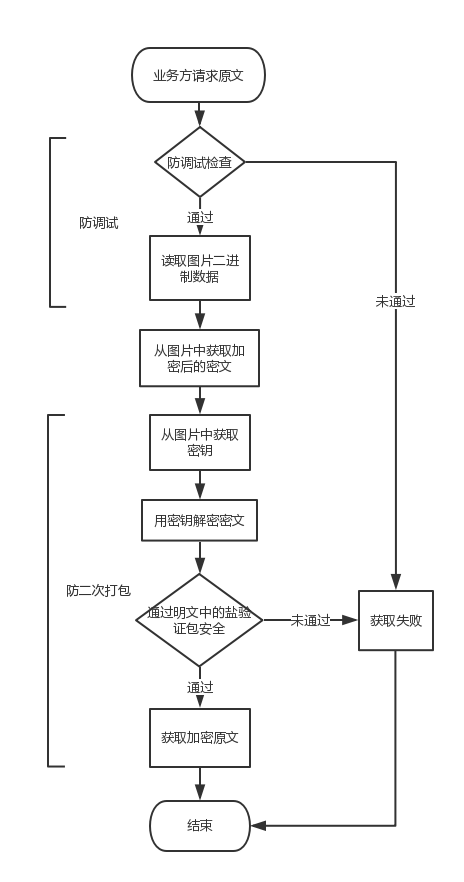 业务方请求原文
防调试检查
通过
防调试
读取图片二进
制数据
未通过
从图片中获取加
密后的密文
从图片中获取
密钥
用密钥解密密文
防二次打包
通过明文中的盐验
证包安全
未通过
获取失败
通过
获取加密原文
结束